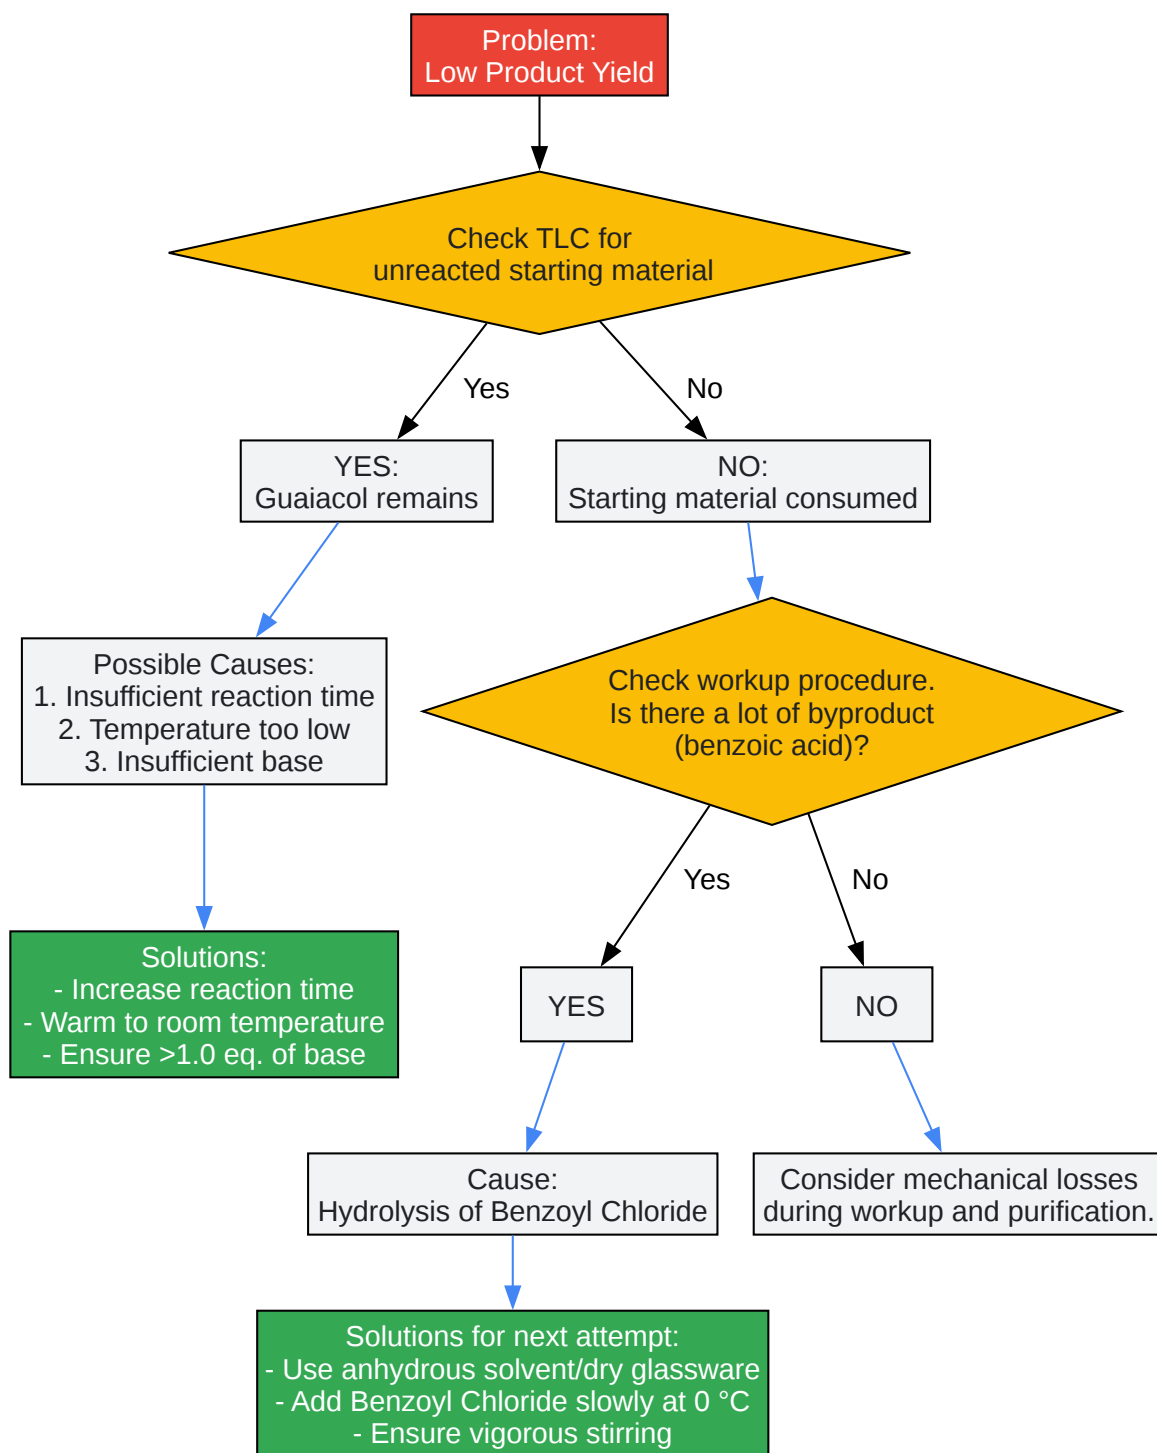 Problem:
Low Product Yield
Check TLC for
unreacted starting material
Yes
No
YES:
Guaiacol remains
NO:
Starting material consumed
Possible Causes:
1. Insufficient reaction time
2. Temperature too low
3. Insufficient base
Check workup procedure.
Is there a lot of byproduct
(benzoic acid)?
Yes
No
Solutions:
- Increase reaction time
- Warm to room temperature
- Ensure >1.0 eq. of base
YES
NO
Cause:
Hydrolysis of Benzoyl Chloride
Consider mechanical losses
during workup and purification.
Solutions for next attempt:
- Use anhydrous solvent/dry glassware
- Add Benzoyl Chloride slowly at 0 °C
- Ensure vigorous stirring